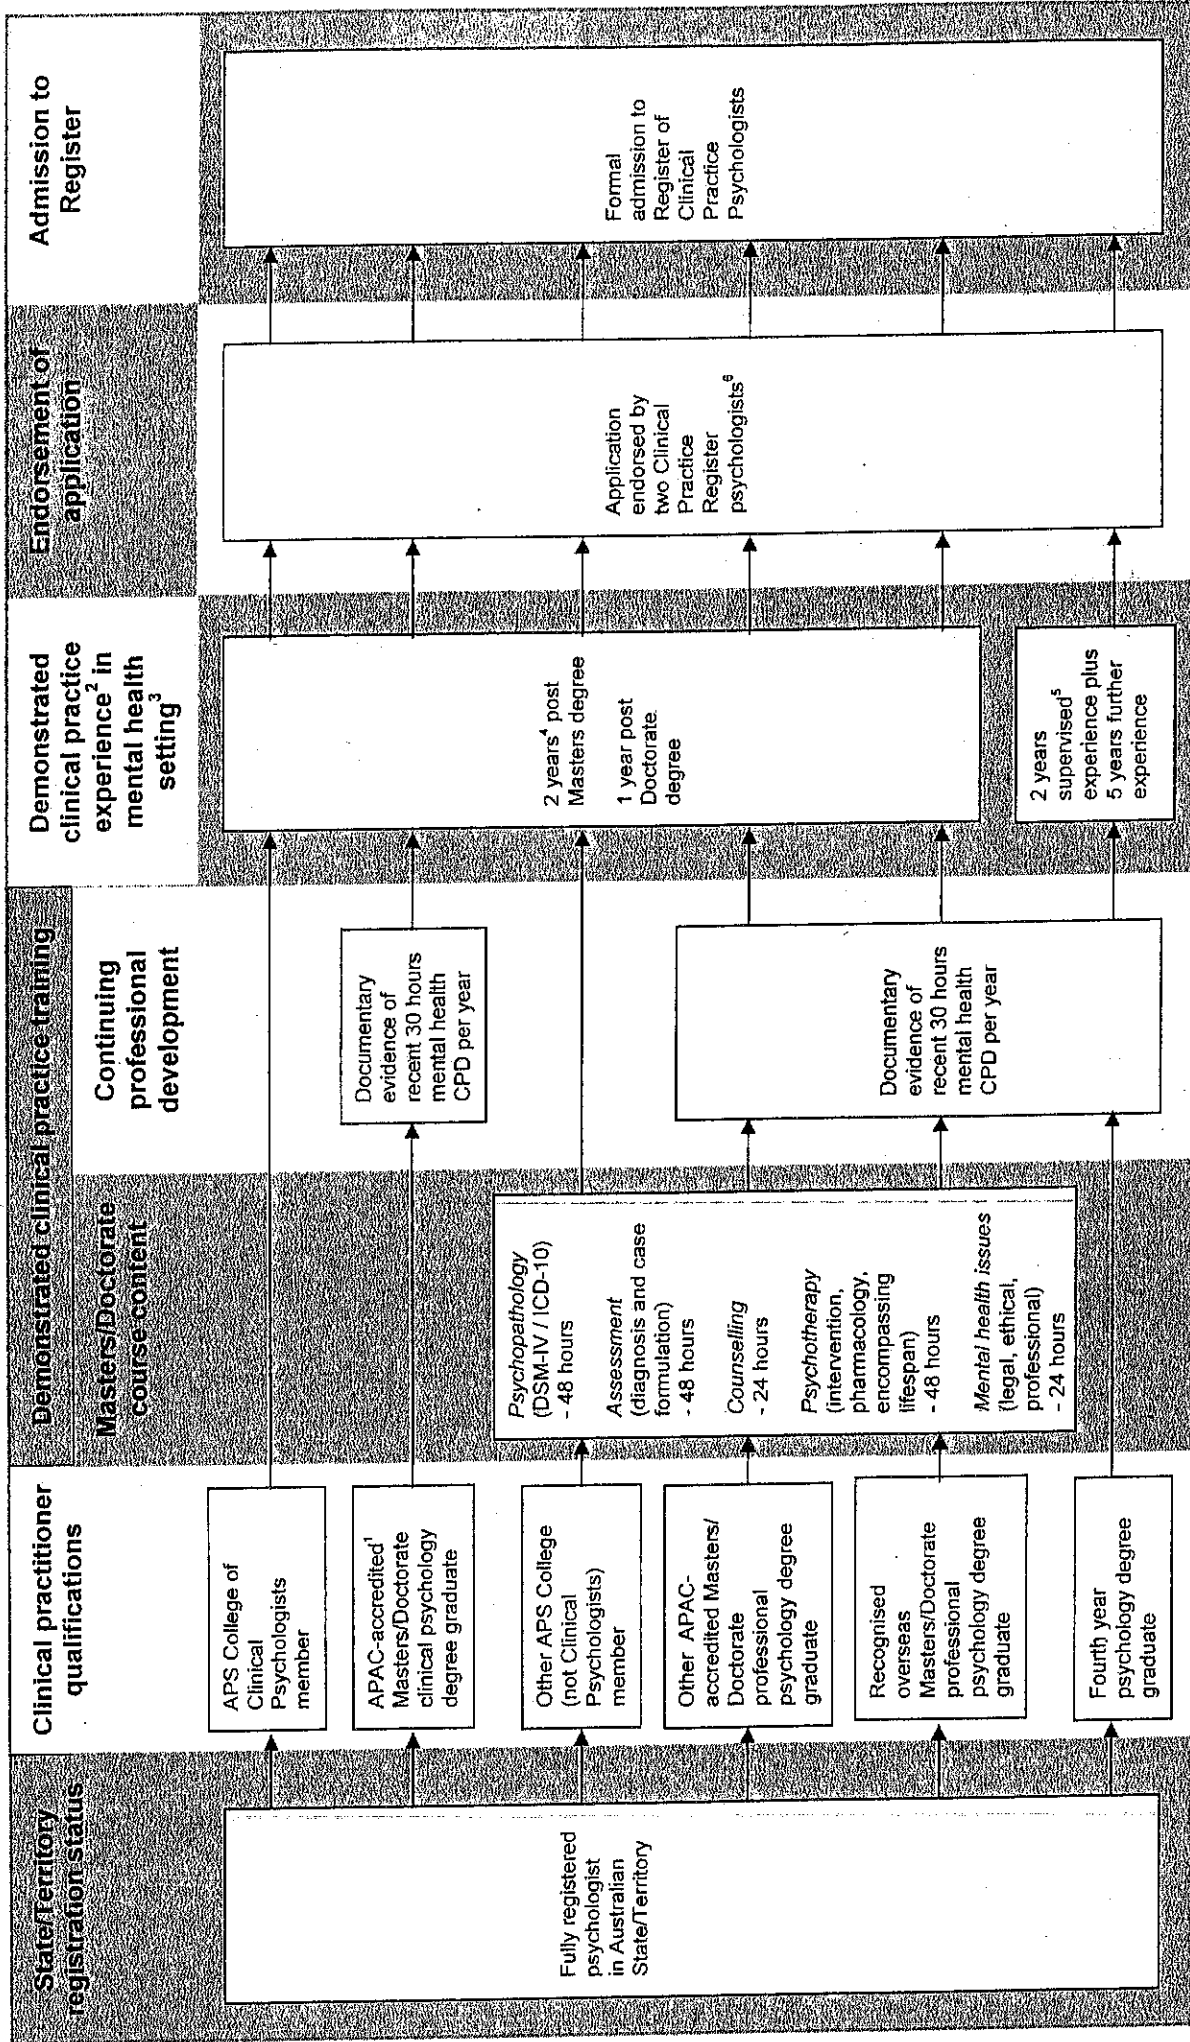 State/Territory
registration status
Clinical practitioner
qualifications
Demonstrated clinical practice training
Masters/Doctorate
course content
Continuing
professional
development
Demonstrated
clinical practice
experience² in
mental health
setting³
Endorsement of
application
Admission to
Register
Fully registered
psychologist
in Australian
State/Territory
APS College of
Clinical
Psychologists
member
APAC-accredited¹
Masters/Doctorate
clinical psychology
degree graduate
Other APS College
(not Clinical
Psychologists)
member
Other APAC-
accredited Masters/
Doctorate
professional
psychology degree
graduate
Recognised
overseas
Masters/Doctorate
professional
psychology degree
graduate
Fourth year
psychology degree
graduate
Psychopathology
(DSM-IV / ICD-10)
- 48 hours
Assessment
(diagnosis and case
formulation)
- 48 hours
Counselling
- 24 hours
Psychotherapy
(intervention,
pharmacology,
encompassing
lifespan)
- 48 hours
Mental health issues
(legal, ethical,
professional)
- 24 hours
Documentary
evidence of
recent 30 hours
mental health
CPD per year
Documentary
evidence of
recent 30 hours
mental health
CPD per year
2 years⁴ post
Masters degree
1 year post
Doctorate.
degree
2 years
supervised⁵
experience plus
5 years further
experience
Application
endorsed by
two Clinical
Practice
Register
psychologists⁶
Formal
admission to
Register of
Clinical
Practice
Psychologists